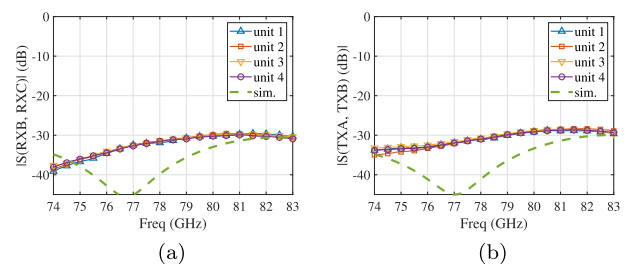 0
-10
-20
-30
-40
|S(RXB, RXC)| (dB)
74 75 76 77 78 79 80 81 82 83
Freq (GHz)
unit 1
unit 2
unit 3
unit 4
sim.
(a)
0
-10
-20
-30
-40
|S(TXA, TXB) (dB)|
74 75 76 77 78 79 80 81 82 83
Freq (GHz)
unit 1
unit 2
unit 3
unit 4
sim.
(b)